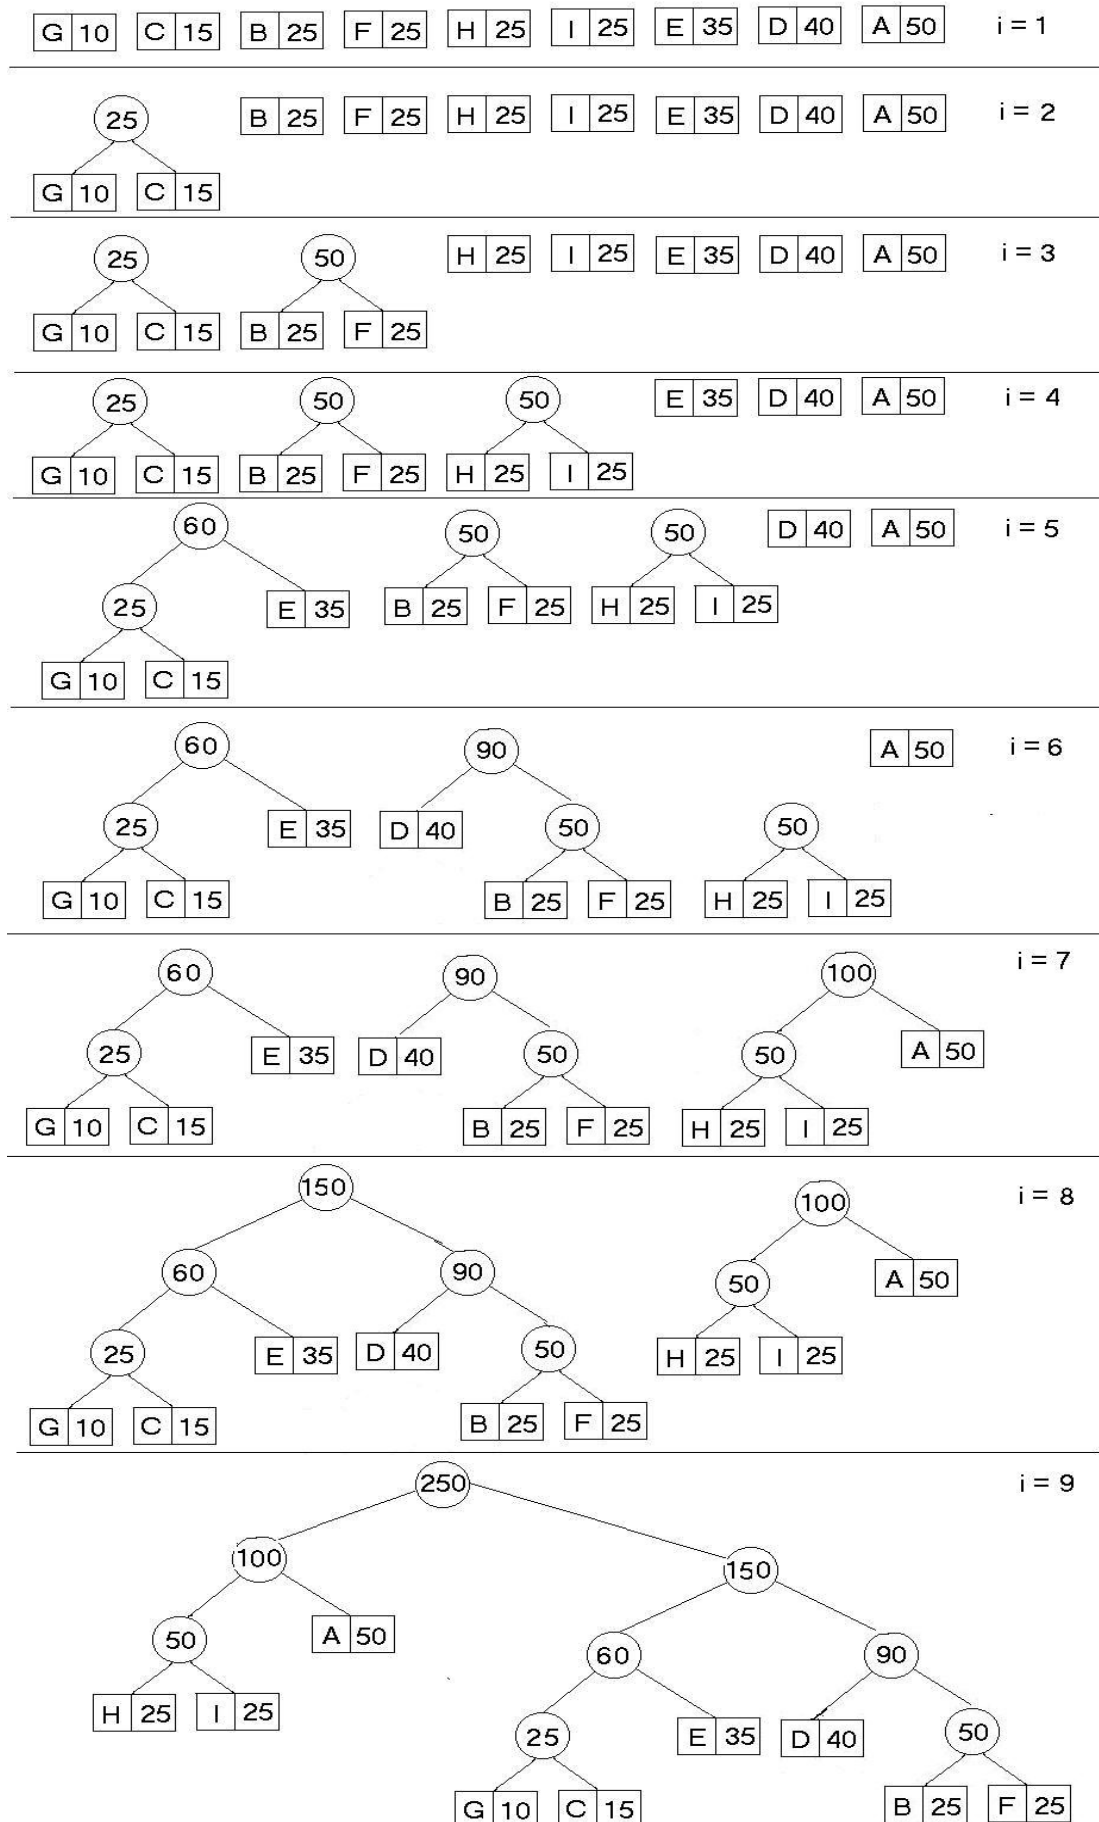 G 10 C 15 B 25 F 25 H 25 I 25 E 35 D 40 A 50 i = 1
25 B 25 F 25 H 25 I 25 E 35 D 40 A 50 i = 2
G 10 C 15
25 50 H 25 I 25 E 35 D 40 A 50 i = 3
G 10 C 15 B 25 F 25
25 50 50 E 35 D 40 A 50 i = 4
G 10 C 15 B 25 F 25 H 25 I 25
60 50 50 D 40 A 50 i = 5
25 E 35 B 25 F 25 H 25 I 25
G 10 C 15
60 90 A 50 i = 6
25 E 35 D 40 50 50
G 10 C 15 B 25 F 25 H 25 I 25
60 90 100 i = 7
25 E 35 D 40 50 50 A 50
G 10 C 15 B 25 F 25 H 25 I 25
150 100 i = 8
60 90 50 A 50
25 E 35 D 40 50 H 25 I 25
G 10 C 15 B 25 F 25
250 i = 9
100 150
50 A 50 60 90
H 25 I 25 25 E 35 D 40 50
G 10 C 15 B 25 F 25